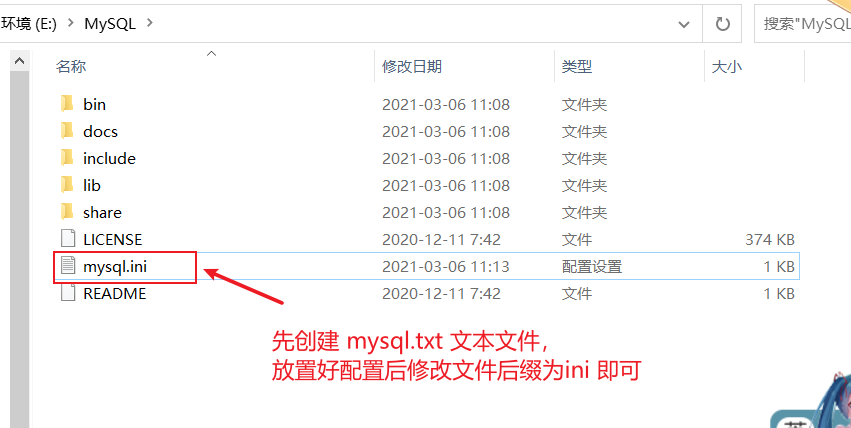 环境 (E:) > MySQL >
搜索"MySQL
名称 修改日期 类型 大小
bin 2021-03-06 11:08 文件夹
docs 2021-03-06 11:08 文件夹
include 2021-03-06 11:08 文件夹
lib 2021-03-06 11:08 文件夹
share 2021-03-06 11:08 文件夹
LICENSE 2020-12-11 7:42 文件 374 KB
mysql.ini 2021-03-06 11:13 配置设置 1 KB
README 2020-12-11 7:42 文件 1 KB
先创建 mysql.txt 文本文件，
放置好配置后修改文件后缀为ini 即可
英